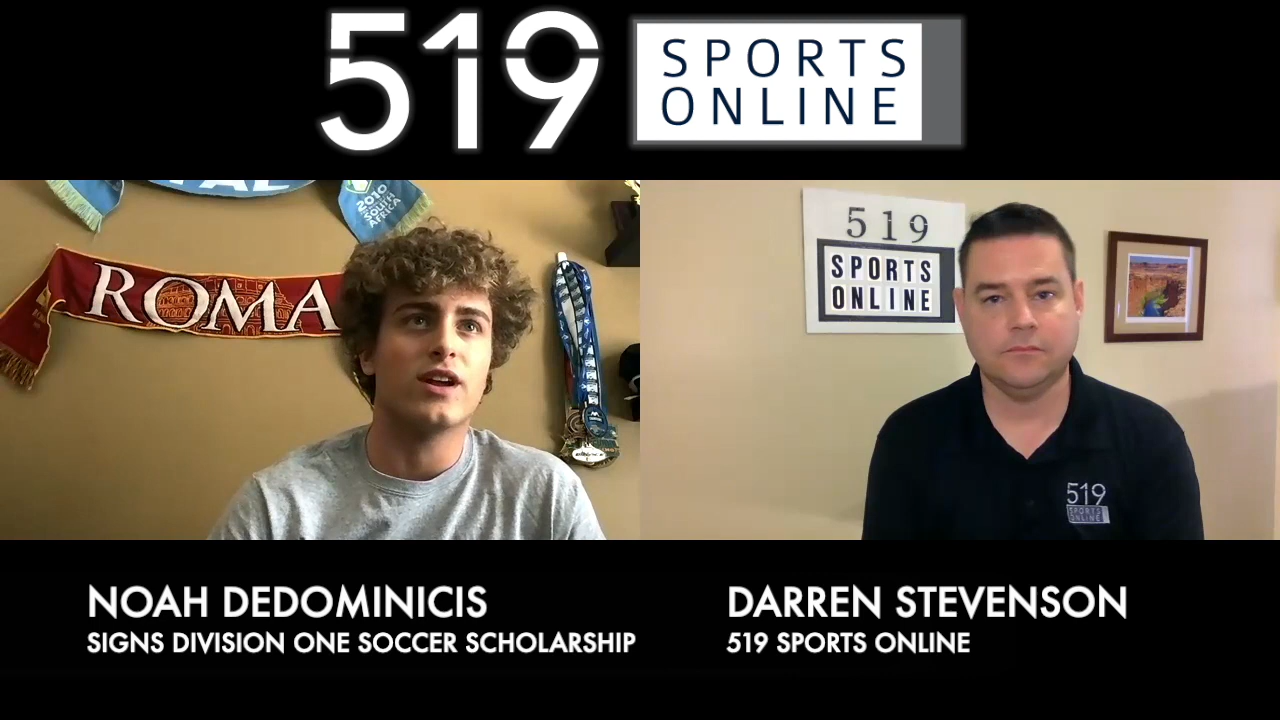 519
SPORTS
ONLINE
2010
SOUTH
AFRICA
ROMA
519
SPORTS
ONLINE
519
SPORTS
ONLINE
NOAH DEDOMINICIS
SIGNS DIVISION ONE SOCCER SCHOLARSHIP
DARREN STEVENSON
519 SPORTS ONLINE